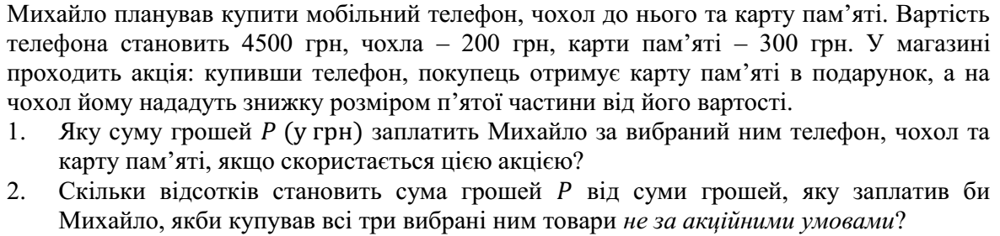 Михайло планував купити мобільний телефон, чохол до нього та карту пам’яті. Вартість
телефона становить 4500 грн, чохла – 200 грн, карти пам’яті – 300 грн. У магазині
проходить акція: купивши телефон, покупець отримує карту пам’яті в подарунок, а на
чохол йому нададуть знижку розміром п’ятої частини від його вартості.
1. Яку суму грошей P (у грн) заплатить Михайло за вибраний ним телефон, чохол та
карту пам’яті, якщо скористається цією акцією?
2. Скільки відсотків становить сума грошей P від суми грошей, яку заплатив би
Михайло, якби купував всі три вибрані ним товари не за акційними умовами?